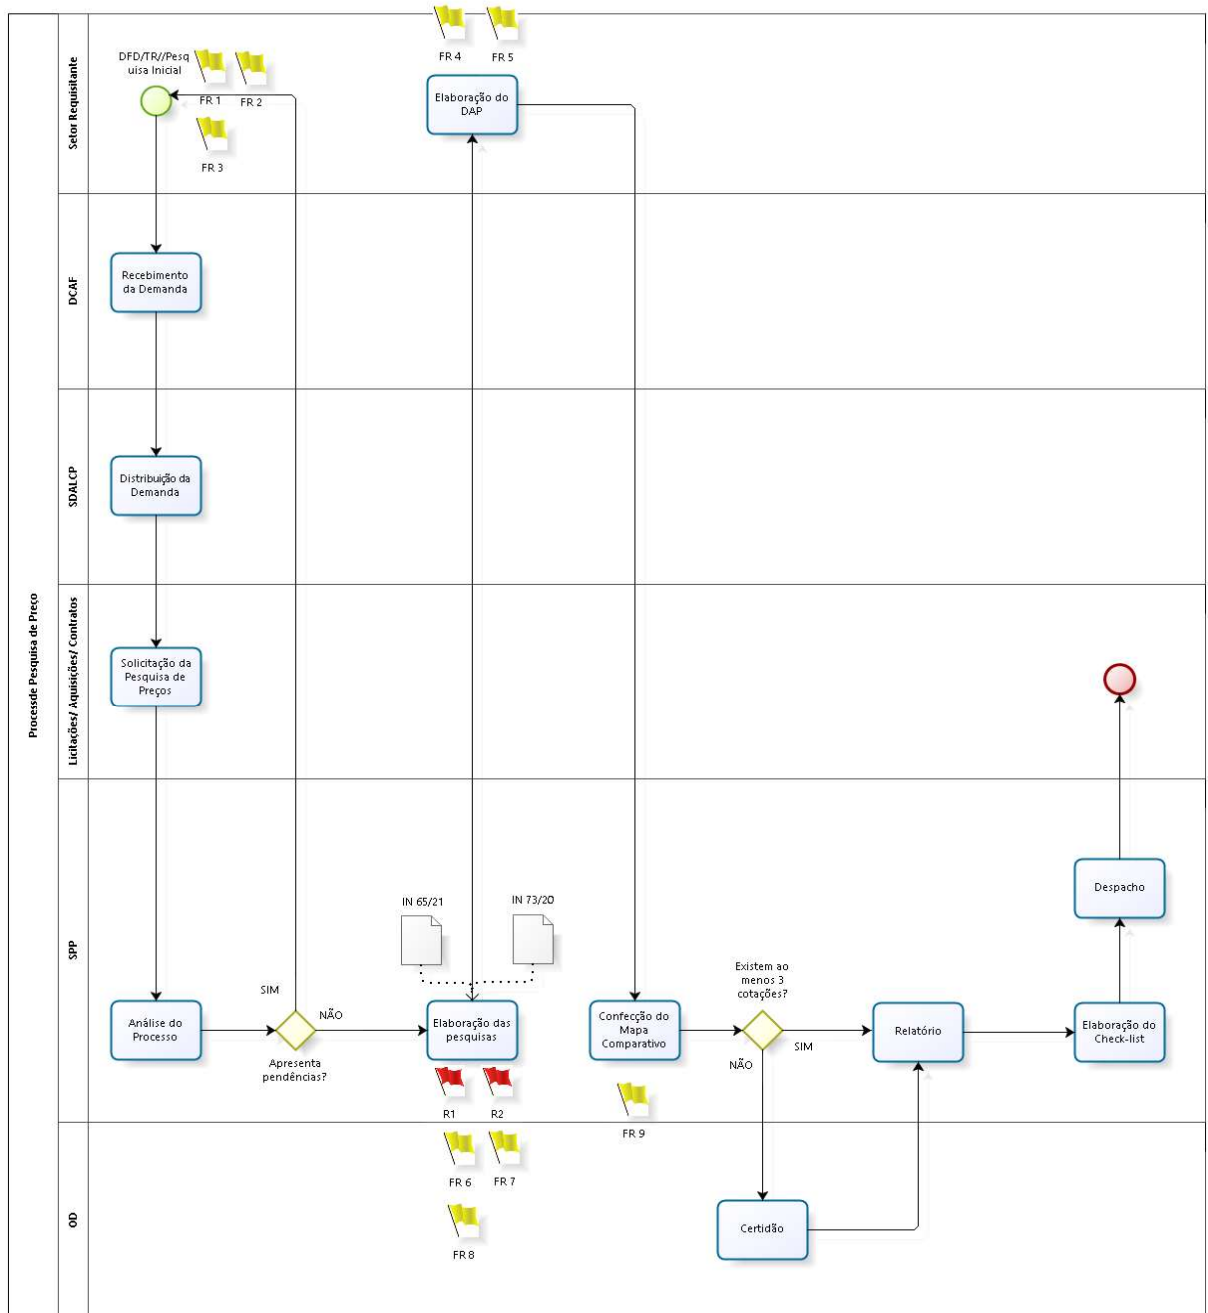 Processde Pesquisa de Preço
Setor Requisitante
DFD/TR//Pesq
uisa Inicial
FR 1
FR 2
FR 3
FR 4
FR 5
Elaboração do
DAP
DCAF
Recebimento
da Demanda
SDALCP
Distribuição da
Demanda
Licitações/ Aquisições/ Contratos
Solicitação da
Pesquisa de
Preços
SPP
Análise do
Processo
SIM
NÃO
Apresenta
pendências?
IN 65/21
IN 73/20
Elaboração das
pesquisas
R1
R2
FR 6
FR 7
FR 8
Confecção do
Mapa
Comparativo
FR 9
Existem ao
menos 3
cotações?
SIM
NÃO
Relatório
Elaboração do
Check-list
Despacho
OD
Certidão